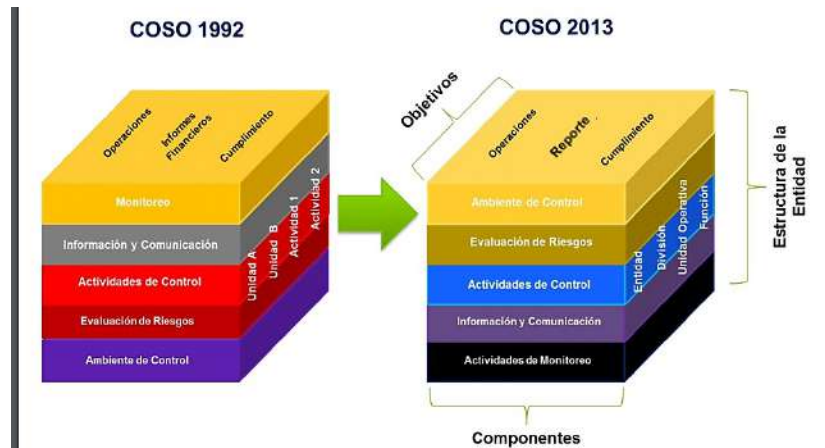 COSO 1992
Operaciones
Informes
Financieros
Cumplimiento
Monitoreo
Información y Comunicación
Actividades de Control
Evaluación de Riesgos
Ambiente de Control
Unidad A
Unidad B
Actividad 1
Actividad 2
COSO 2013
Objetivos
Operaciones
Reporte
Cumplimiento
Ambiente de Control
Evaluación de Riesgos
Actividades de Control
Información y Comunicación
Actividades de Monitoreo
Entidad
División
Unidad Operativa
Función
Estructura de la
Entidad
Componentes